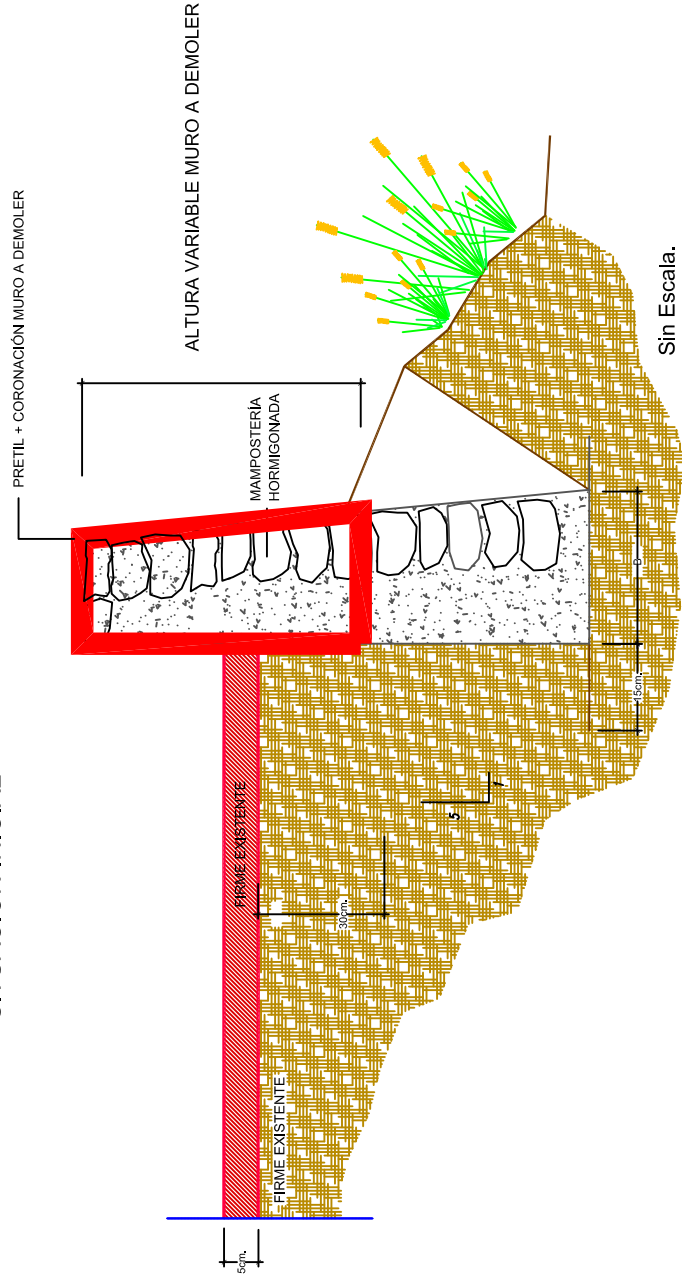 PRETIL + CORONACIÓN MURO A DEMOLER
ALTURA VARIABLE MURO A DEMOLER
MAMPOSTERÍA
HORMIGONADA
FIRME EXISTENTE
FIRME EXISTENTE
5cm.
30cm.
5
1
15cm.
D
Sin Escala.